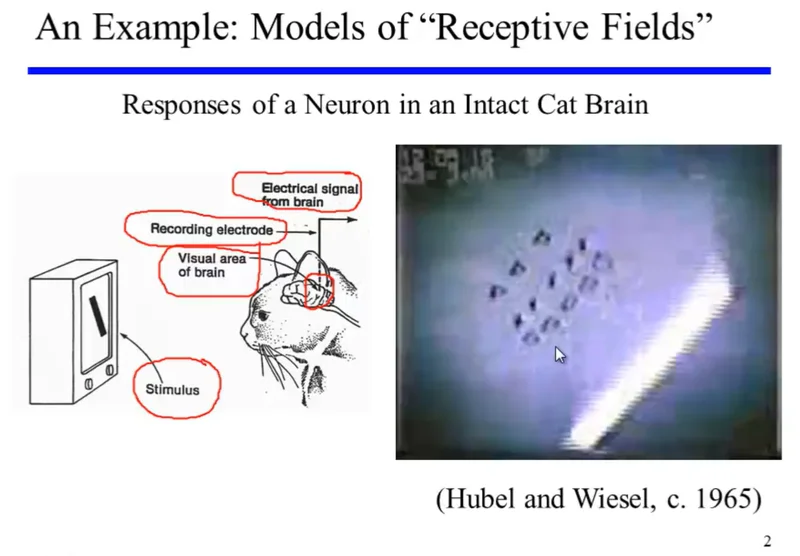 An Example: Models of “Receptive Fields”
Responses of a Neuron in an Intact Cat Brain
Electrical signal
from brain
Recording electrode
Visual area
of brain
Stimulus
(Hubel and Wiesel, c. 1965)
2